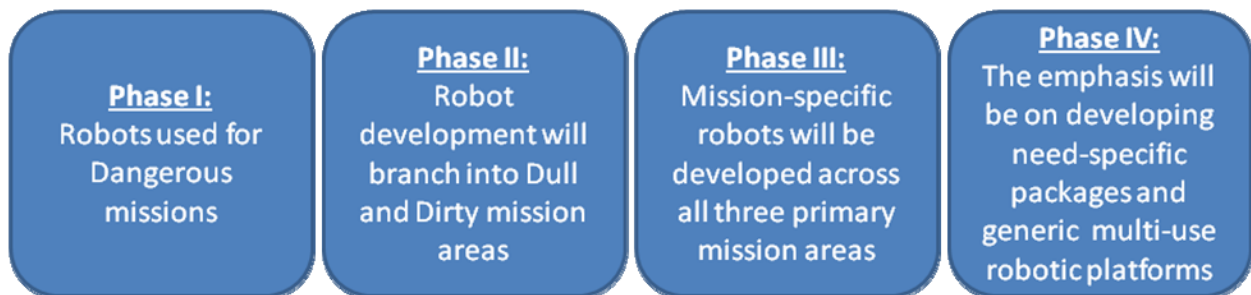 Phase I:
Robots used for
Dangerous
missions
Phase II:
Robot
development will
branch into Dull
and Dirty mission
areas
Phase III:
Mission-specific
robots will be
developed across
all three primary
mission areas
Phase IV:
The emphasis will
be on developing
need-specific
packages and
generic multi-use
robotic platforms